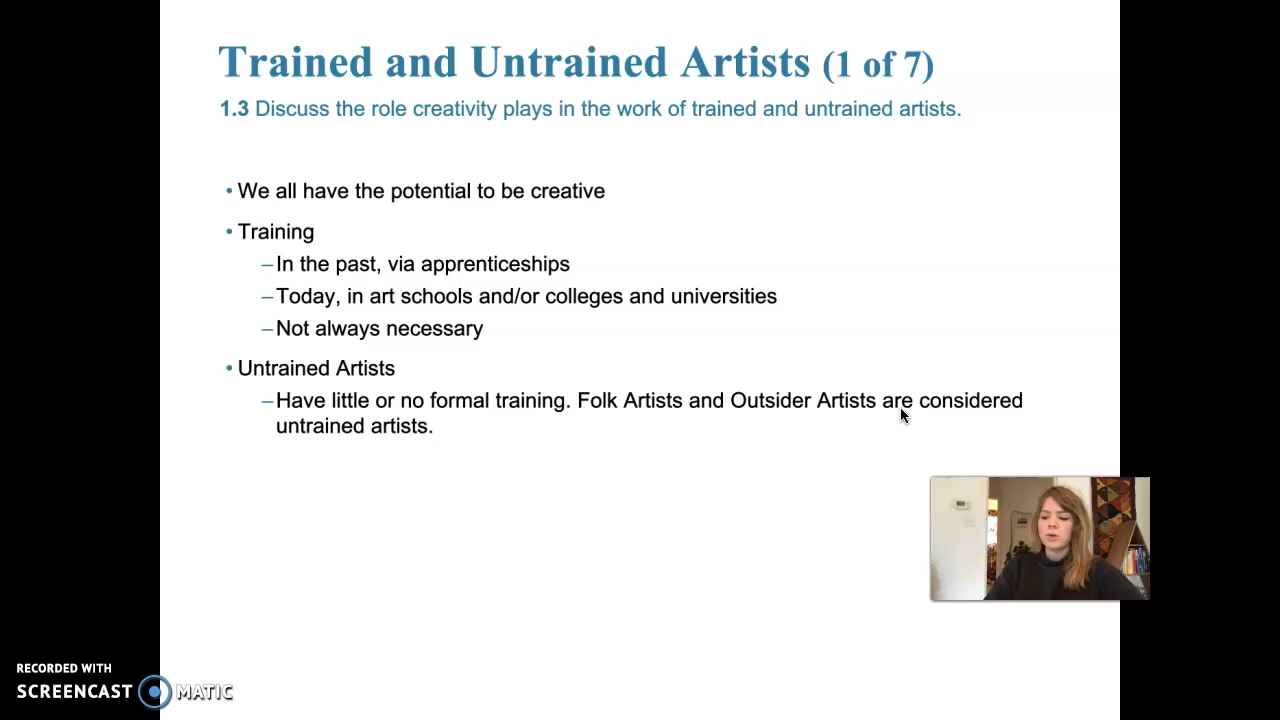 Trained and Untrained Artists (1 of 7)
1.3 Discuss the role creativity plays in the work of trained and untrained artists.
• We all have the potential to be creative
• Training
–In the past, via apprenticeships
–Today, in art schools and/or colleges and universities
–Not always necessary
• Untrained Artists
–Have little or no formal training. Folk Artists and Outsider Artists are considered
untrained artists.
RECORDED WITH
SCREENCAST MATIC